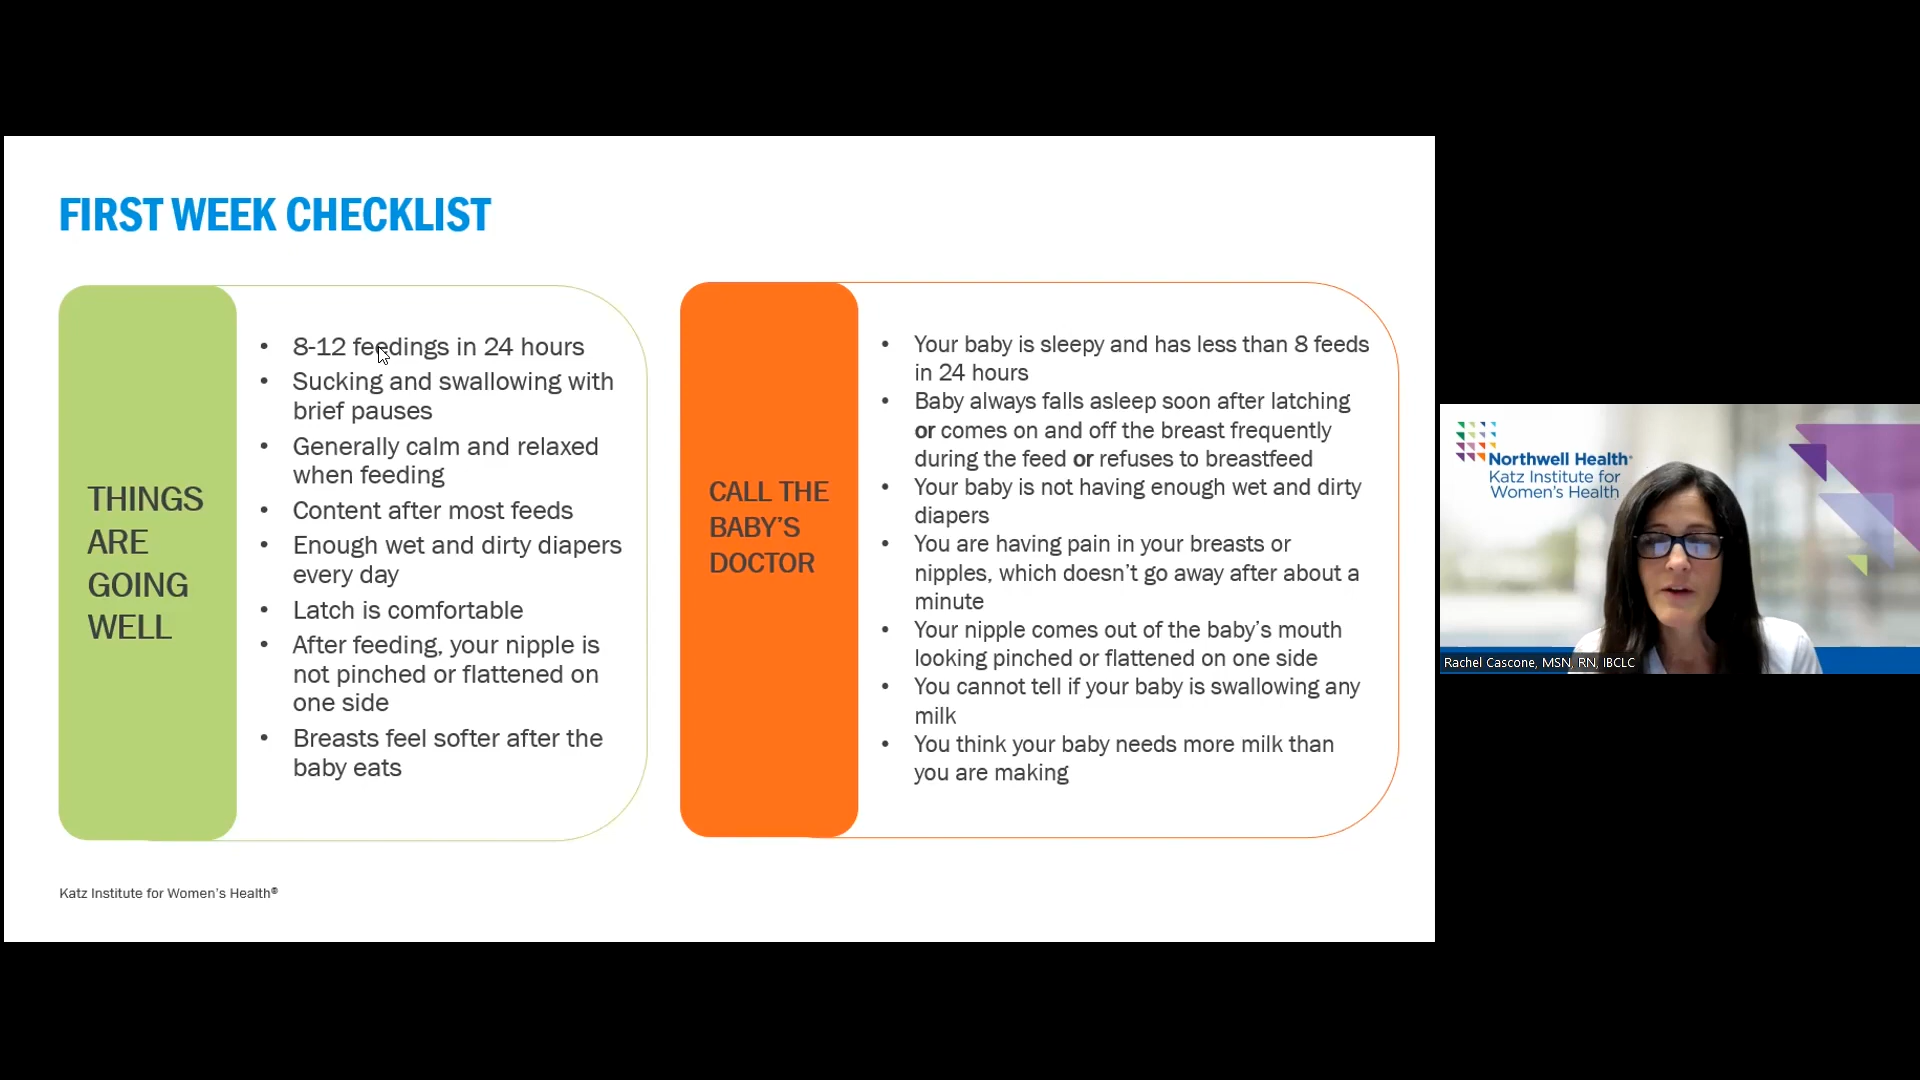 FIRST WEEK CHECKLIST
THINGS
ARE
GOING
WELL
• 8-12 feedings in 24 hours
• Sucking and swallowing with
brief pauses
• Generally calm and relaxed
when feeding
• Content after most feeds
• Enough wet and dirty diapers
every day
• Latch is comfortable
• After feeding, your nipple is
not pinched or flattened on
one side
• Breasts feel softer after the
baby eats
CALL THE
BABY’S
DOCTOR
• Your baby is sleepy and has less than 8 feeds
in 24 hours
• Baby always falls asleep soon after latching
or comes on and off the breast frequently
during the feed or refuses to breastfeed
• Your baby is not having enough wet and dirty
diapers
• You are having pain in your breasts or
nipples, which doesn’t go away after about a
minute
• Your nipple comes out of the baby’s mouth
looking pinched or flattened on one side
• You cannot tell if your baby is swallowing any
milk
• You think your baby needs more milk than
you are making
Katz Institute for Women’s Health®
Northwell Health®
Katz Institute for
Women’s Health
Rachel Cascone, MSN, RN, IBCLC